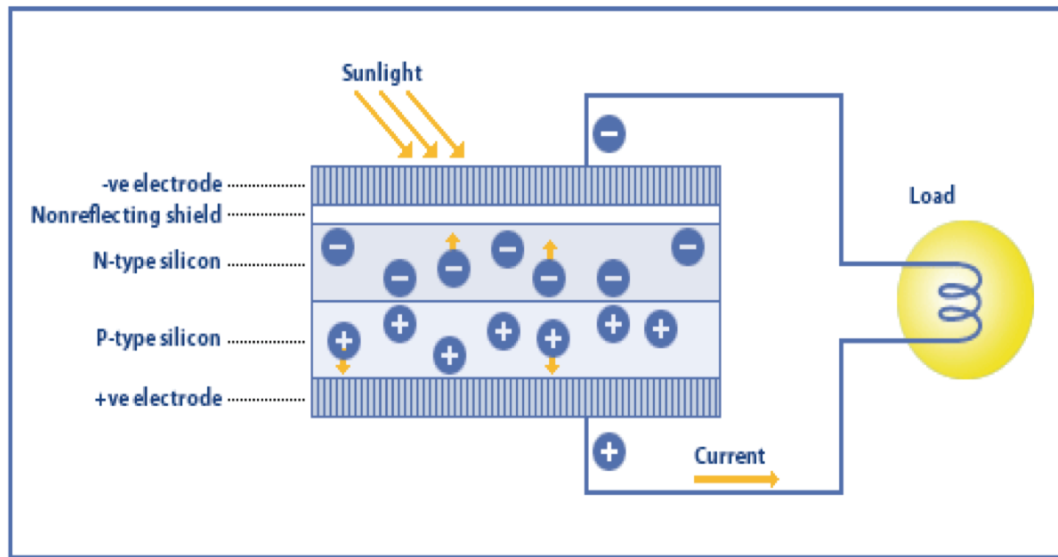 Sunlight
-ve electrode
Nonreflecting shield
N-type silicon
P-type silicon
+ve electrode
Load
Current